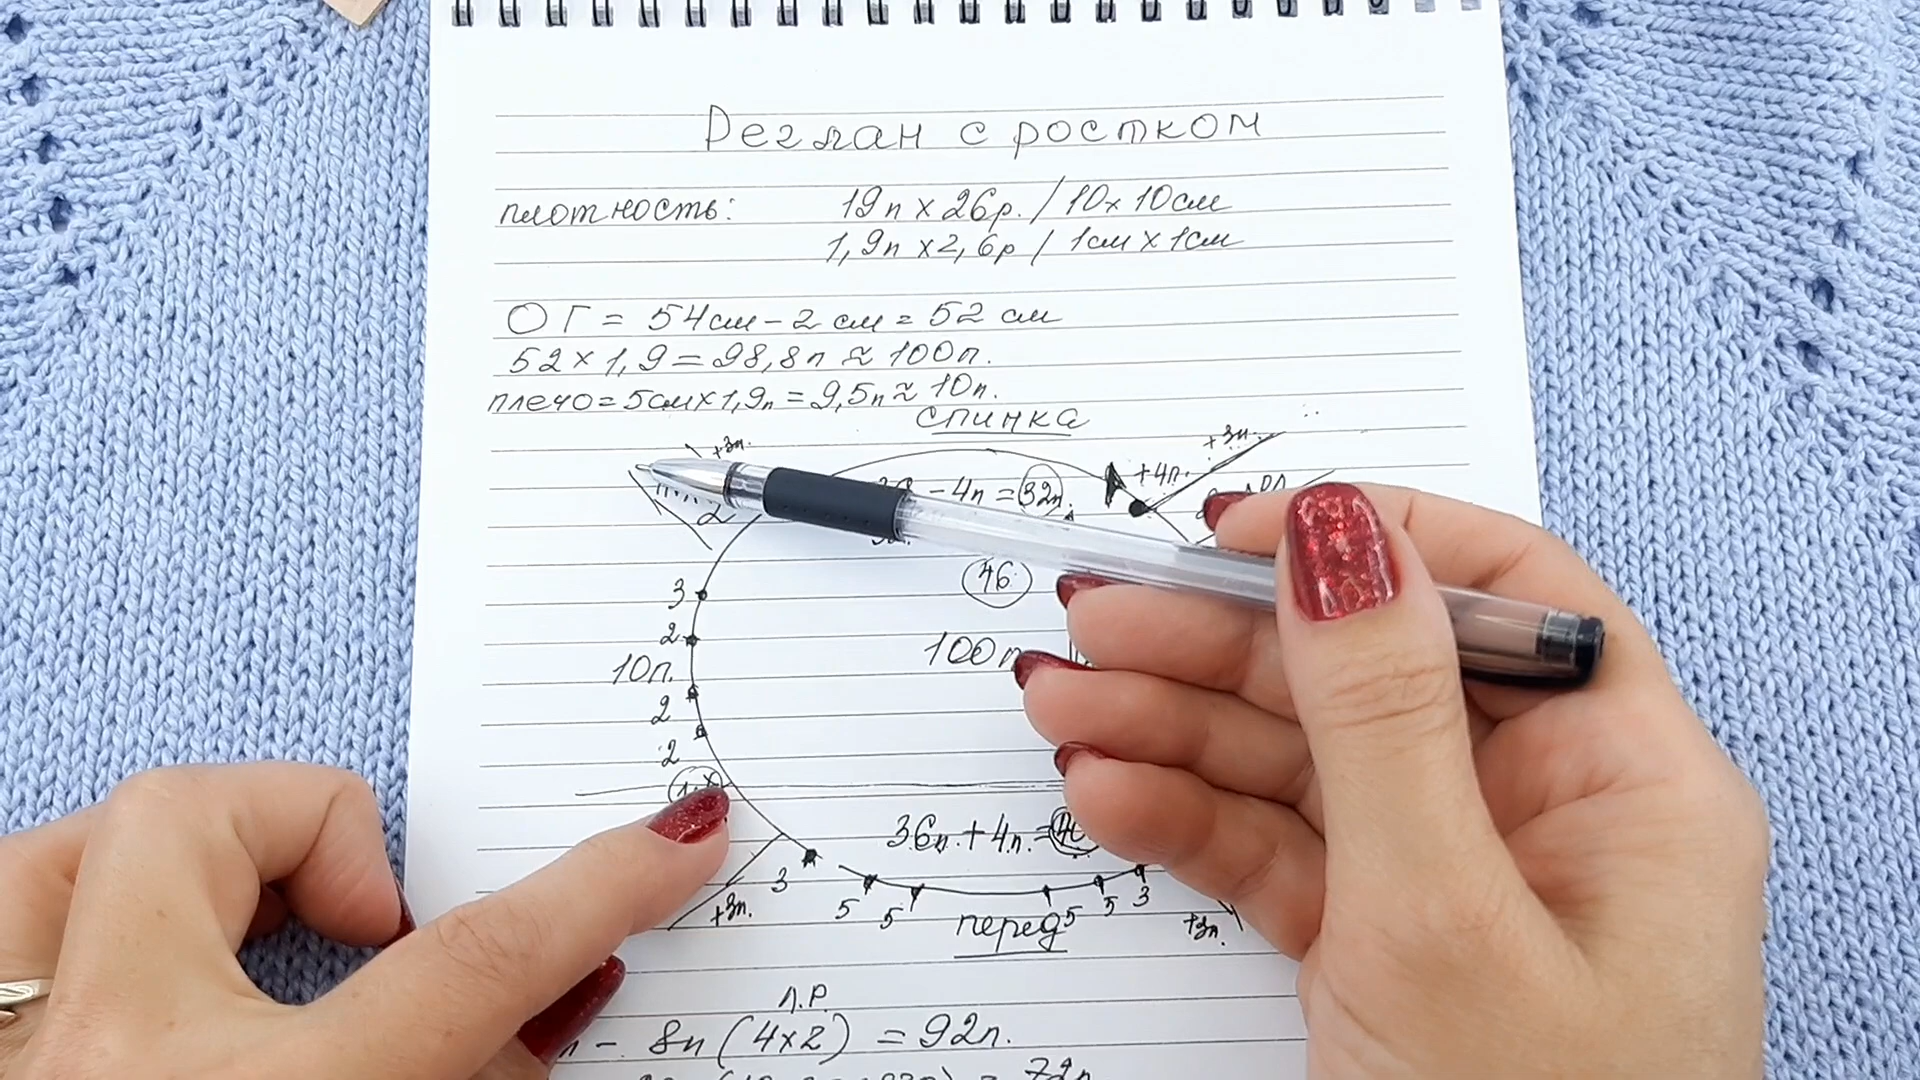 Реглан с ростком
плотность: 19п х 26р. / 10х10см
1,9п х 2,6р / 1см х 1см
ОГ = 54см - 2 см = 52 см
52 х 1,9 = 98,8п ≈ 100п.
плечо = 5см х 1,9п = 9,5п ≈ 10п.
спинка
+3п. +3п.
+4п.
- 4п = 32п.
2
46
3
2
100п
10п.
2
2
36п + 4п =
3 3
5 5 5 5
+3п. перед +3п.
л.р
- 8п (4х2) = 92п.
72п